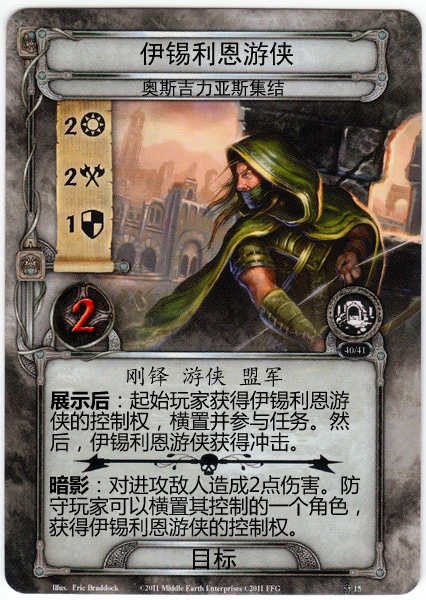 伊锡利恩游侠
奥斯吉力亚斯集结
2
2
1
2
40/41
刚铎 游侠 盟军
展示后：起始玩家获得伊锡利恩游
侠的控制权，横置并参与任务。然
后，伊锡利恩游侠获得冲击。
暗影：对进攻敌人造成2点伤害。防
守玩家可以横置其控制的一个角色，
获得伊锡利恩游侠的控制权。
目标
Illus. Eric Braddock ©2011 Middle Earth Enterprises ©2011 FFG 15